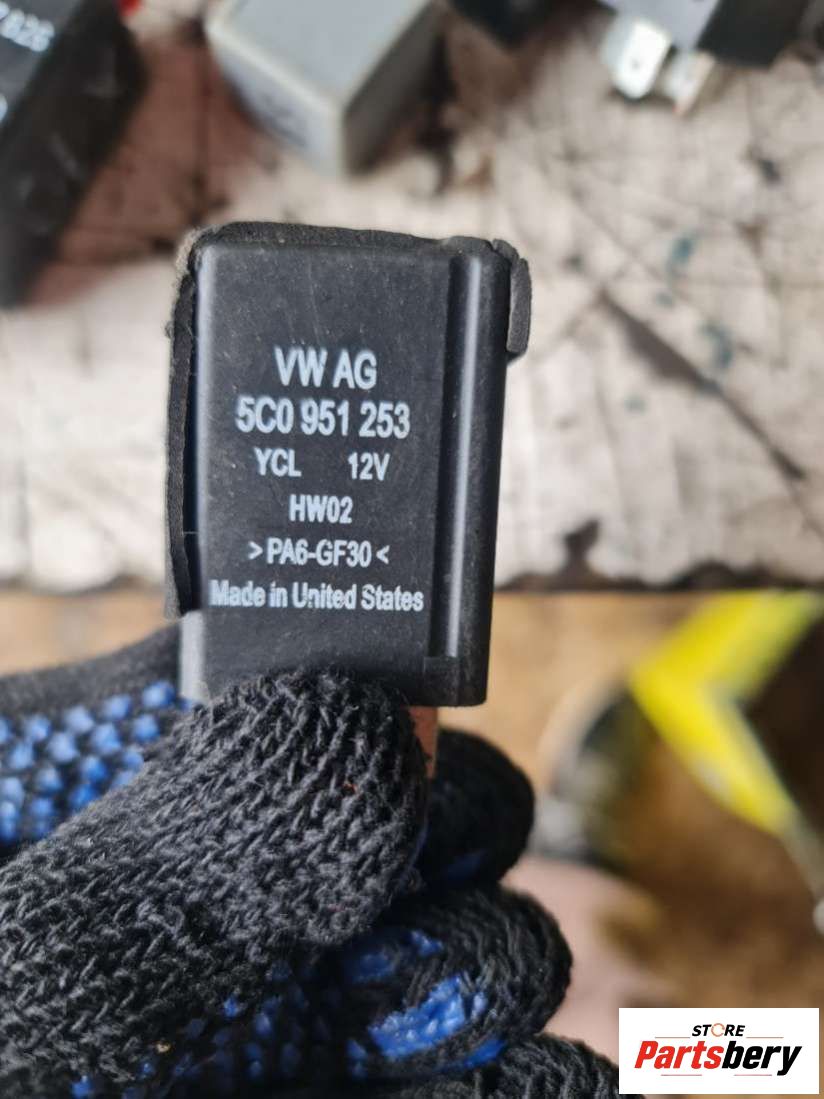 VW AG
5C0 951 253
YCL 12V
HW02
>PA6-GF30<
Made in United States
STORE
Partsbery